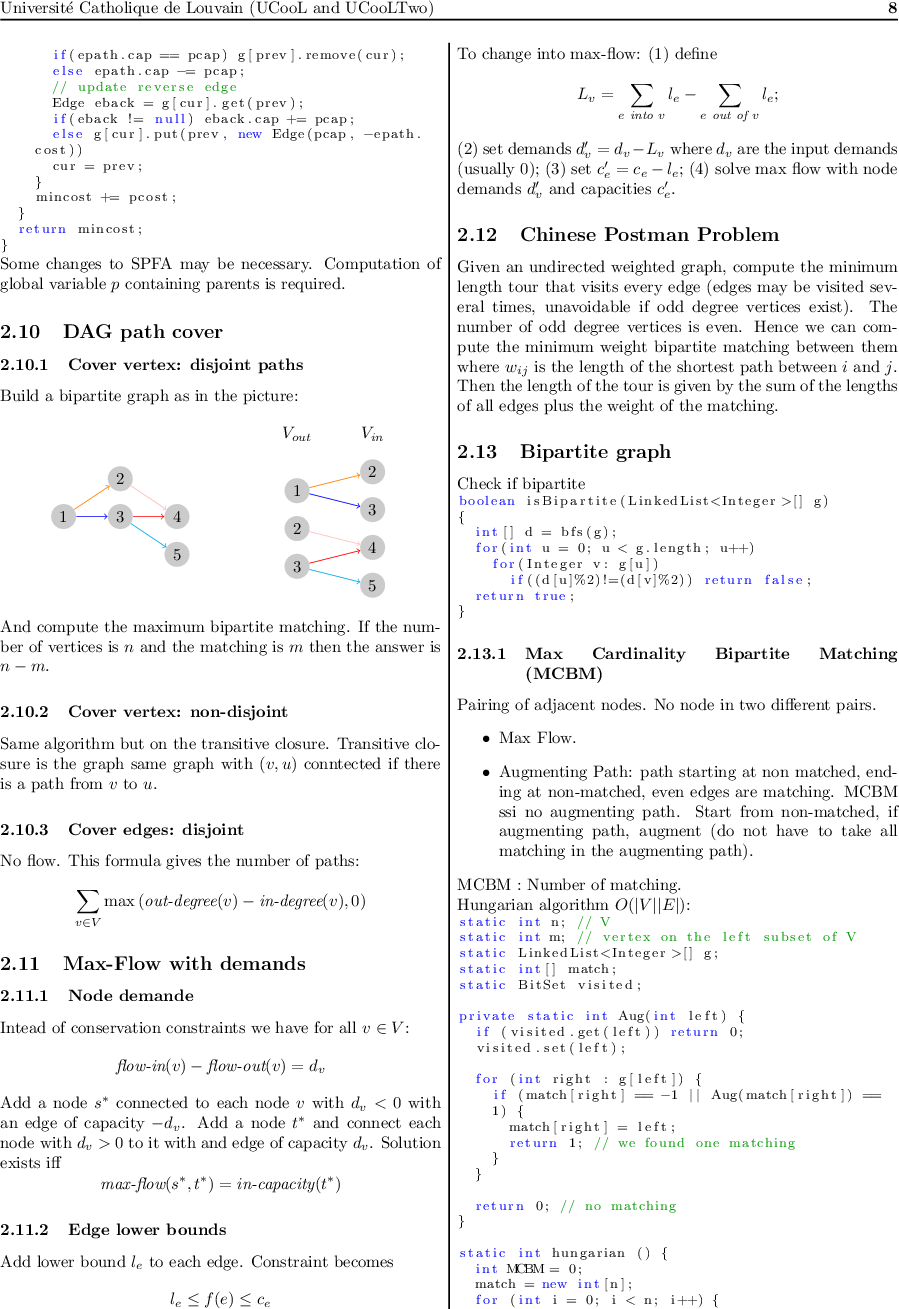 Université Catholique de Louvain (UCooL and UCooLTwo) 8
if(epath.cap == pcap) g[prev].remove(cur);
else epath.cap -= pcap;
// update reverse edge
Edge eback = g[cur].get(prev);
if(eback != null) eback.cap += pcap;
else g[cur].put(prev, new Edge(pcap, -epath.
cost))
cur = prev;
}
mincost += pcost;
}
return mincost;
}
Some changes to SPFA may be necessary. Computation of
global variable p containing parents is required.
2.10 DAG path cover
2.10.1 Cover vertex: disjoint paths
Build a bipartite graph as in the picture:
V_out V_in
1 2 3 4 5
1 2 3 2 3 4 5
And compute the maximum bipartite matching. If the num-
ber of vertices is n and the matching is m then the answer is
n − m.
2.10.2 Cover vertex: non-disjoint
Same algorithm but on the transitive closure. Transitive clo-
sure is the graph same graph with (v, u) conntected if there
is a path from v to u.
2.10.3 Cover edges: disjoint
No flow. This formula gives the number of paths:
∑_{v∈V} max (out-degree(v) − in-degree(v), 0)
2.11 Max-Flow with demands
2.11.1 Node demande
Intead of conservation constraints we have for all v ∈ V:
flow-in(v) − flow-out(v) = d_v
Add a node s* connected to each node v with d_v < 0 with
an edge of capacity −d_v. Add a node t* and connect each
node with d_v > 0 to it with and edge of capacity d_v. Solution
exists iff
max-flow(s*, t*) = in-capacity(t*)
2.11.2 Edge lower bounds
Add lower bound l_e to each edge. Constraint becomes
l_e ≤ f(e) ≤ c_e
To change into max-flow: (1) define
L_v = ∑_{e into v} l_e − ∑_{e out of v} l_e;
(2) set demands d′_v = d_v − L_v where d_v are the input demands
(usually 0); (3) set c′_e = c_e − l_e; (4) solve max flow with node
demands d′_v and capacities c′_e.
2.12 Chinese Postman Problem
Given an undirected weighted graph, compute the minimum
length tour that visits every edge (edges may be visited sev-
eral times, unavoidable if odd degree vertices exist). The
number of odd degree vertices is even. Hence we can com-
pute the minimum weight bipartite matching between them
where w_ij is the length of the shortest path between i and j.
Then the length of the tour is given by the sum of the lengths
of all edges plus the weight of the matching.
2.13 Bipartite graph
Check if bipartite
boolean isBipartite(LinkedList<Integer>[] g)
{
int[] d = bfs(g);
for(int u = 0; u < g.length; u++)
for(Integer v: g[u])
if((d[u]%2)!=(d[v]%2)) return false;
return true;
}
2.13.1 Max Cardinality Bipartite Matching
(MCBM)
Pairing of adjacent nodes. No node in two different pairs.
• Max Flow.
• Augmenting Path: path starting at non matched, end-
ing at non-matched, even edges are matching. MCBM
ssi no augmenting path. Start from non-matched, if
augmenting path, augment (do not have to take all
matching in the augmenting path).
MCBM : Number of matching.
Hungarian algorithm O(|V||E|):
static int n; // V
static int m; // vertex on the left subset of V
static LinkedList<Integer>[] g;
static int[] match;
static BitSet visited;
private static int Aug(int left) {
if (visited.get(left)) return 0;
visited.set(left);
for (int right : g[left]) {
if (match[right] == -1 || Aug(match[right]) ==
1) {
match[right] = left;
return 1; // we found one matching
}
}
return 0; // no matching
}
static int hungarian () {
int MCBM = 0;
match = new int[n];
for (int i = 0; i < n; i++) {